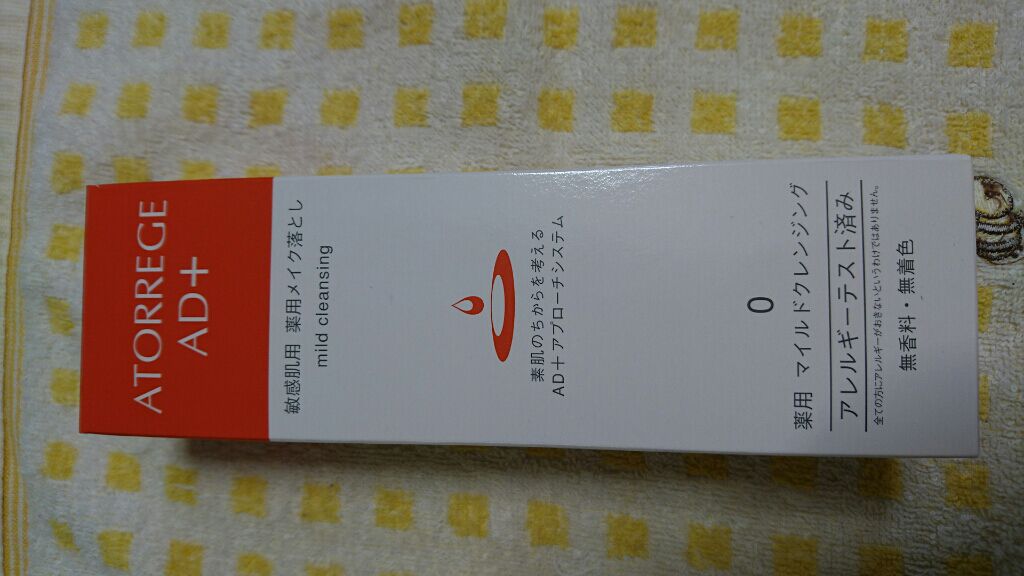 ATORREGE
AD+
敏感肌用 薬用メイク落とし
mild cleansing
素肌のちからを考える
AD＋アプローチシステム
0
薬用 マイルドクレンジング
アレルギーテスト済み
全ての方にアレルギーがおきないというわけではありません。
無香料・無着色